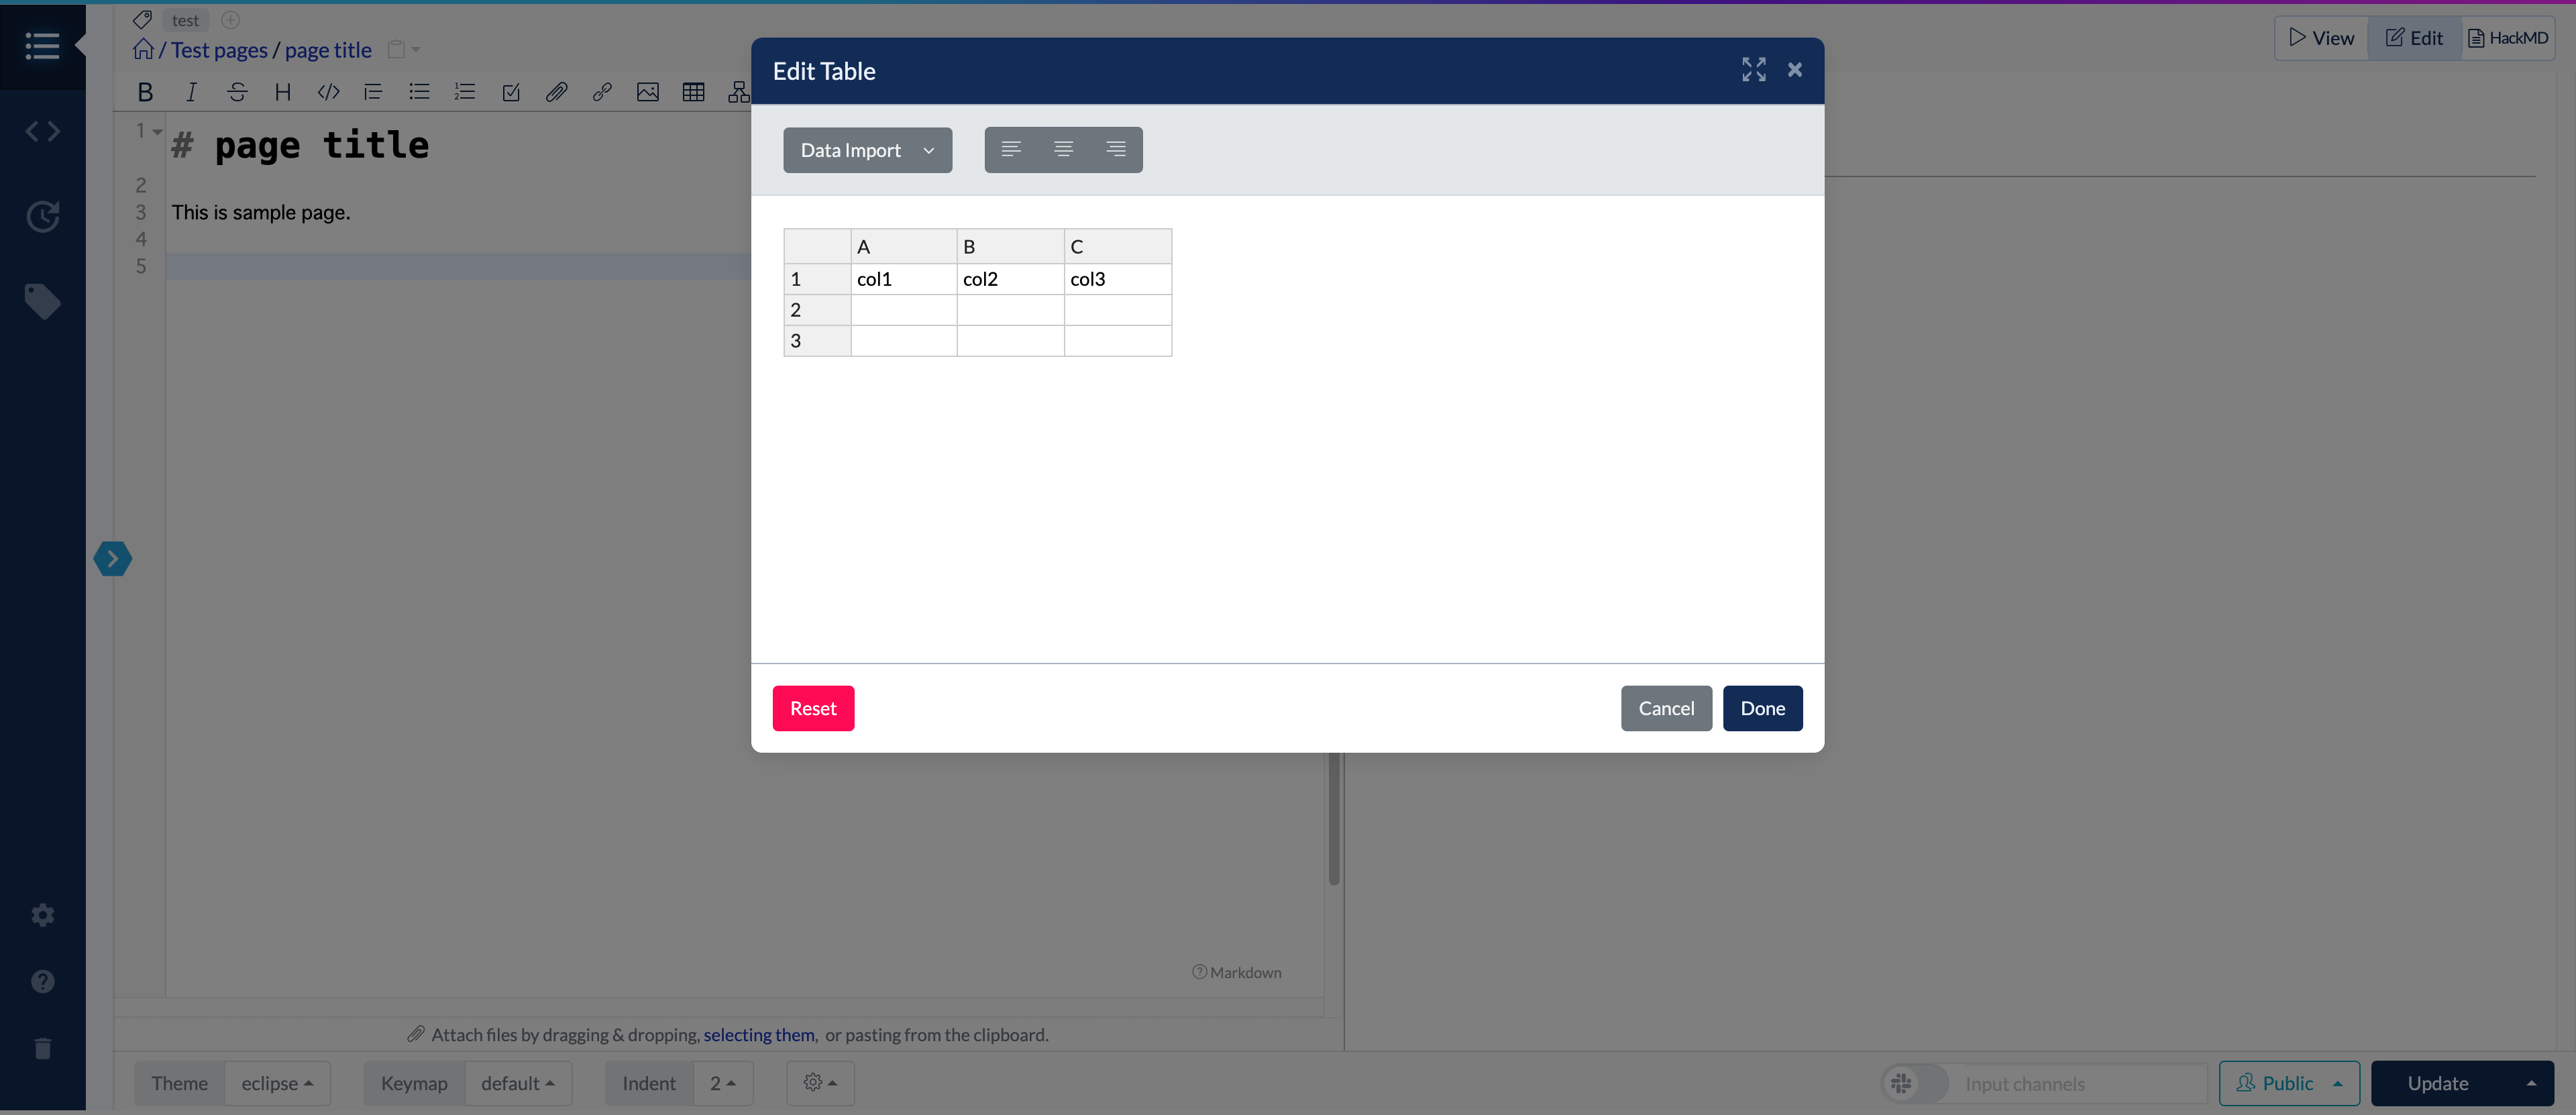 test
/ Test pages / page title
View Edit HackMD
Edit Table
B I S H </>
Data Import
1 # page title
2
3 This is sample page.
4
5
A B C
1 col1 col2 col3
2
3
Reset Cancel Done
Markdown
Attach files by dragging & dropping, selecting them, or pasting from the clipboard.
Theme eclipse Keymap default Indent 2 Input channels Public Update